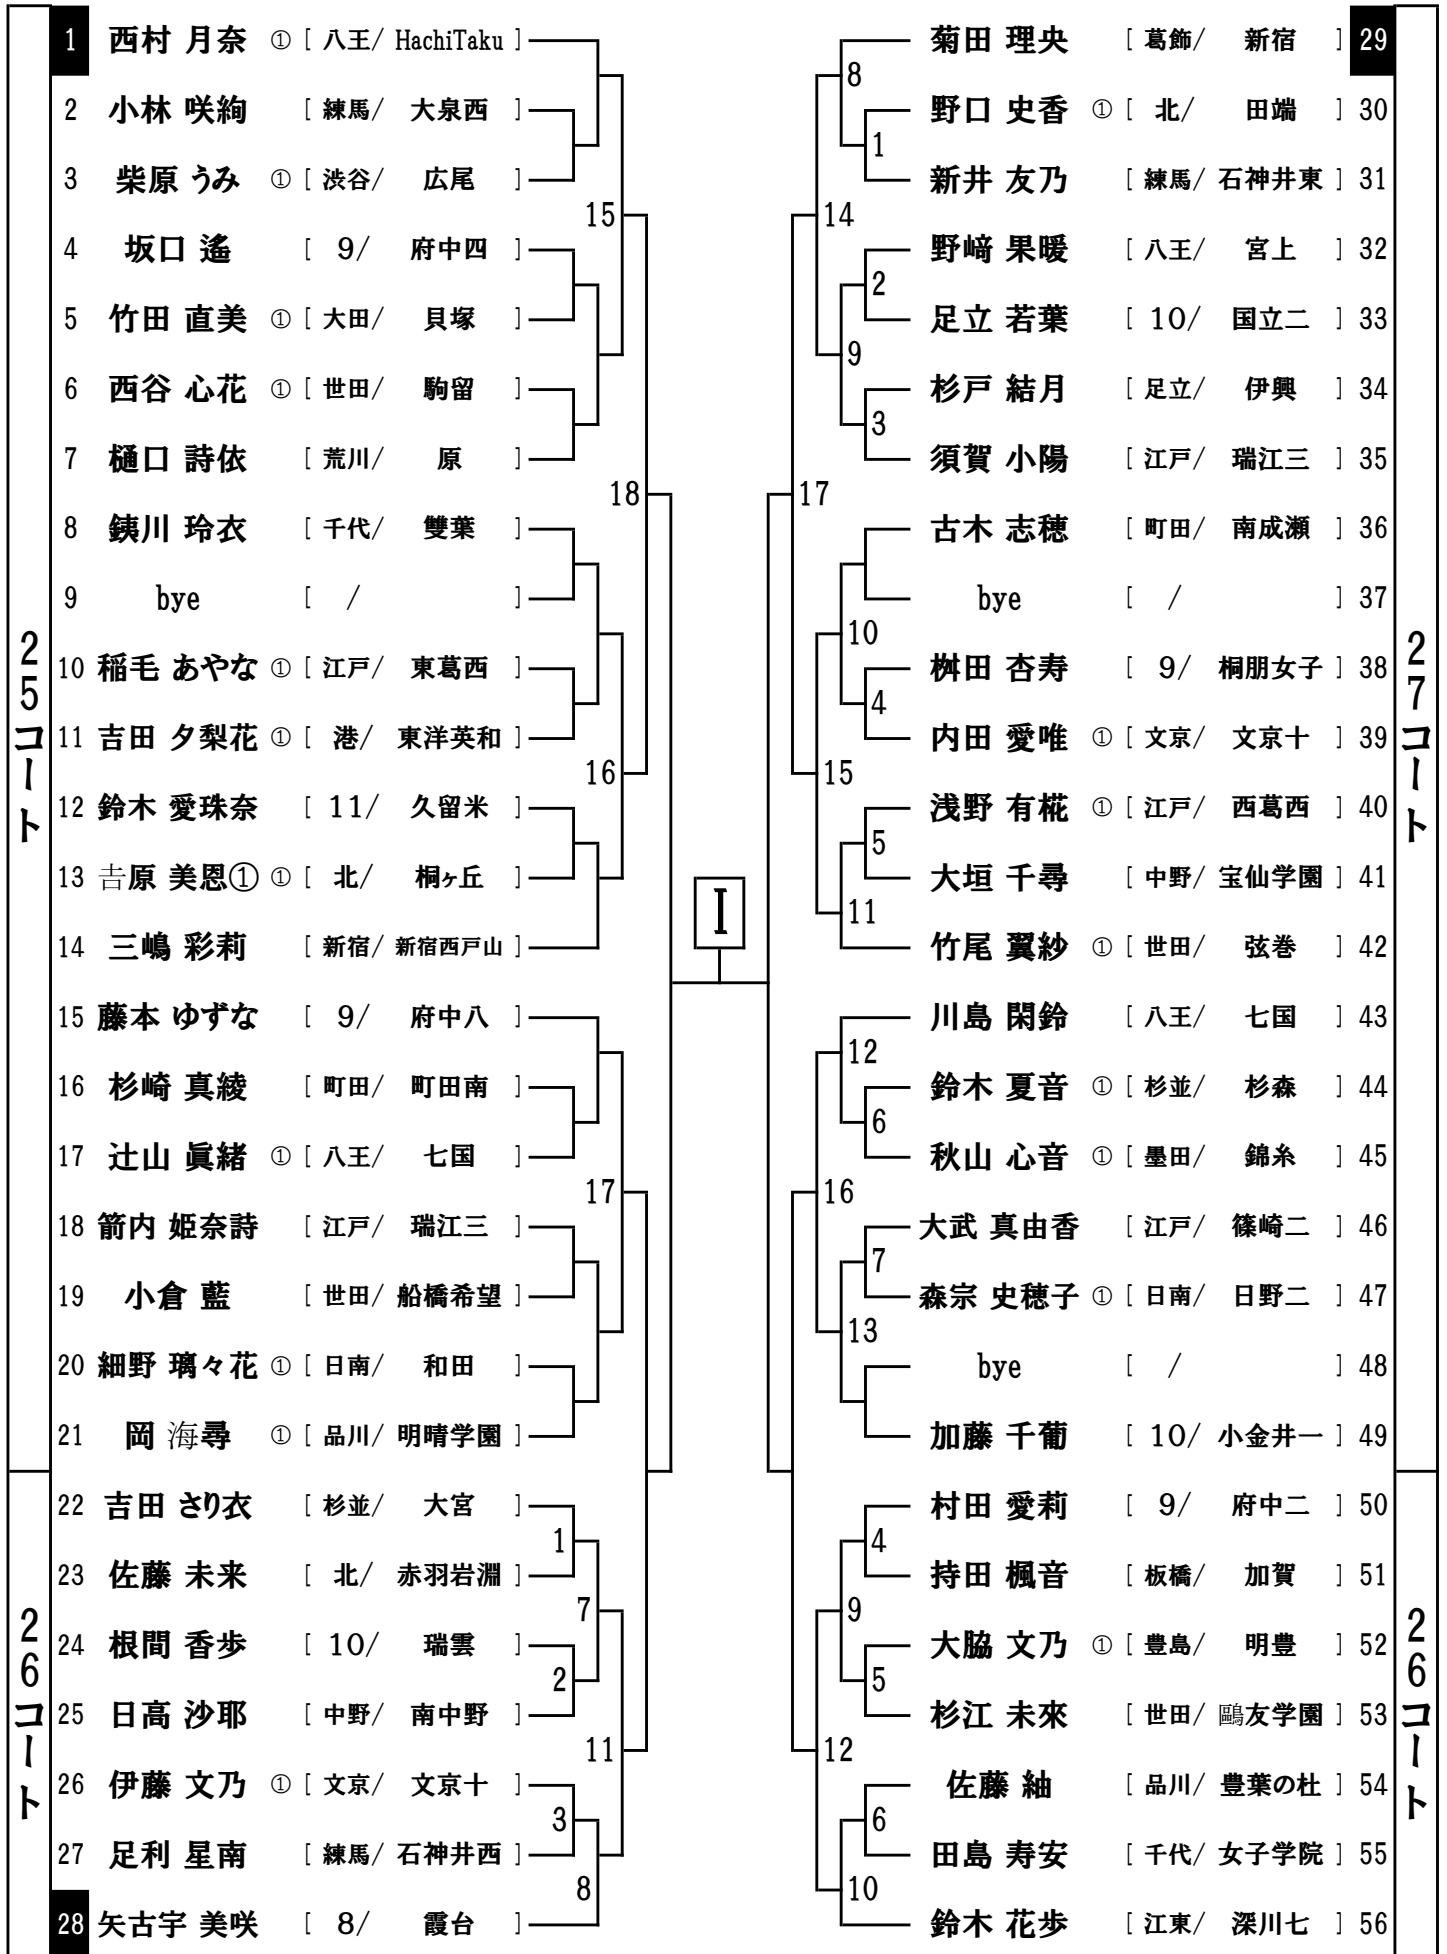 1 西村 月奈 ① [ 八王/ HachiTaku ]
2 小林 咲絢 [ 練馬/ 大泉西 ]
3 柴原 うみ ① [ 渋谷/ 広尾 ]
15
4 坂口 遙 [ 9/ 府中四 ]
5 竹田 直美 ① [ 大田/ 貝塚 ]
6 西谷 心花 ① [ 世田/ 駒留 ]
7 樋口 詩依 [ 荒川/ 原 ]
18
8 銕川 玲衣 [ 千代/ 雙葉 ]
9 bye [ / ]
10 稲毛 あやな ① [ 江戸/ 東葛西 ]
11 吉田 夕梨花 ① [ 港/ 東洋英和 ]
16
12 鈴木 愛珠奈 [ 11/ 久留米 ]
13 吉原 美恩① ① [ 北/ 桐ヶ丘 ]
14 三嶋 彩莉 [ 新宿/ 新宿西戸山 ]
15 藤本 ゆずな [ 9/ 府中八 ]
16 杉崎 真綾 [ 町田/ 町田南 ]
17 辻山 眞緒 ① [ 八王/ 七国 ]
17
18 箭内 姫奈詩 [ 江戸/ 瑞江三 ]
19 小倉 藍 [ 世田/ 船橋希望 ]
20 細野 璃々花 ① [ 日南/ 和田 ]
21 岡 海尋 ① [ 品川/ 明晴学園 ]
25コート
22 吉田 さり衣 [ 杉並/ 大宮 ]
1
23 佐藤 未来 [ 北/ 赤羽岩淵 ]
7
24 根間 香歩 [ 10/ 瑞雲 ]
2
25 日高 沙耶 [ 中野/ 南中野 ]
11
26 伊藤 文乃 ① [ 文京/ 文京十 ]
3
27 足利 星南 [ 練馬/ 石神井西 ]
8
28 矢古宇 美咲 [ 8/ 霞台 ]
26コート
I
菊田 理央 [ 葛飾/ 新宿 ] 29
8
野口 史香 ① [ 北/ 田端 ] 30
1
新井 友乃 [ 練馬/ 石神井東 ] 31
14
野﨑 果暖 [ 八王/ 宮上 ] 32
2
足立 若葉 [ 10/ 国立二 ] 33
9
杉戸 結月 [ 足立/ 伊興 ] 34
3
須賀 小陽 [ 江戸/ 瑞江三 ] 35
17
古木 志穂 [ 町田/ 南成瀬 ] 36
bye [ / ] 37
10
桝田 杏寿 [ 9/ 桐朋女子 ] 38
4
内田 愛唯 ① [ 文京/ 文京十 ] 39
15
浅野 有椛 ① [ 江戸/ 西葛西 ] 40
5
大垣 千尋 [ 中野/ 宝仙学園 ] 41
11
竹尾 翼紗 ① [ 世田/ 弦巻 ] 42
川島 閑鈴 [ 八王/ 七国 ] 43
12
鈴木 夏音 ① [ 杉並/ 杉森 ] 44
6
秋山 心音 ① [ 墨田/ 錦糸 ] 45
16
大武 真由香 [ 江戸/ 篠崎二 ] 46
7
森宗 史穂子 ① [ 日南/ 日野二 ] 47
13
bye [ / ] 48
加藤 千葡 [ 10/ 小金井一 ] 49
27コート
村田 愛莉 [ 9/ 府中二 ] 50
4
持田 楓音 [ 板橋/ 加賀 ] 51
9
大脇 文乃 ① [ 豊島/ 明豊 ] 52
5
杉江 未來 [ 世田/ 鷗友学園 ] 53
12
佐藤 紬 [ 品川/ 豊葉の杜 ] 54
6
田島 寿安 [ 千代/ 女子学院 ] 55
10
鈴木 花歩 [ 江東/ 深川七 ] 56
26コート